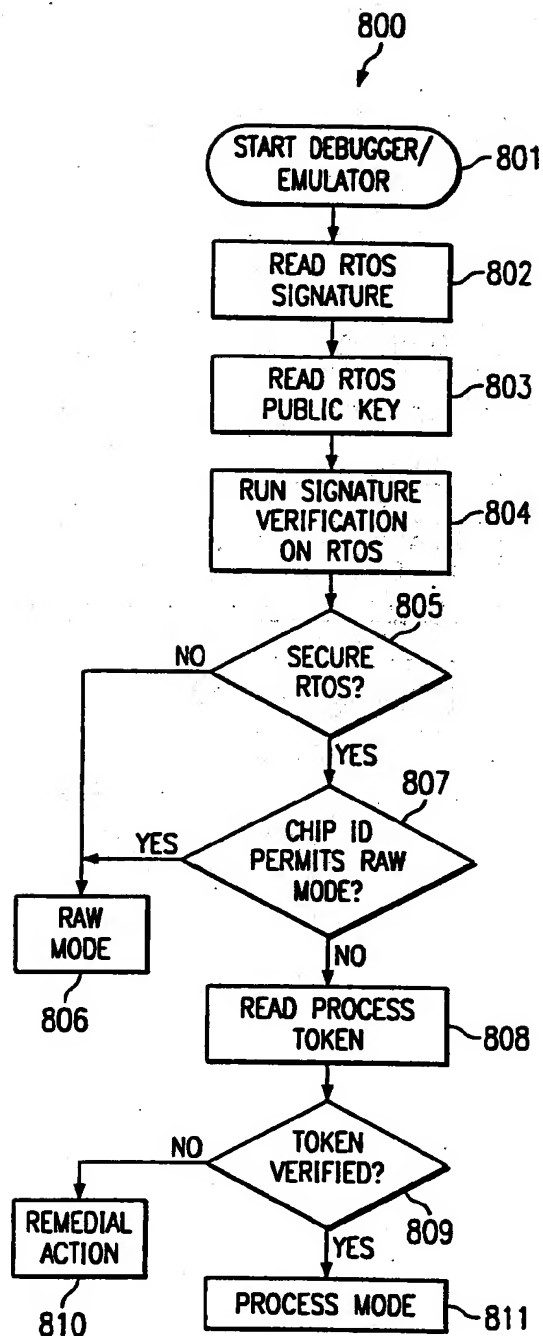 800
START DEBUGGER/
EMULATOR
801
READ RTOS
SIGNATURE
802
READ RTOS
PUBLIC KEY
803
RUN SIGNATURE
VERIFICATION
ON RTOS
804
805
NO
SECURE
RTOS?
YES
807
YES
CHIP ID
PERMITS RAW
MODE?
RAW
MODE
806
NO
READ PROCESS
TOKEN
808
NO
TOKEN
VERIFIED?
809
REMEDIAL
ACTION
810
YES
PROCESS MODE
811